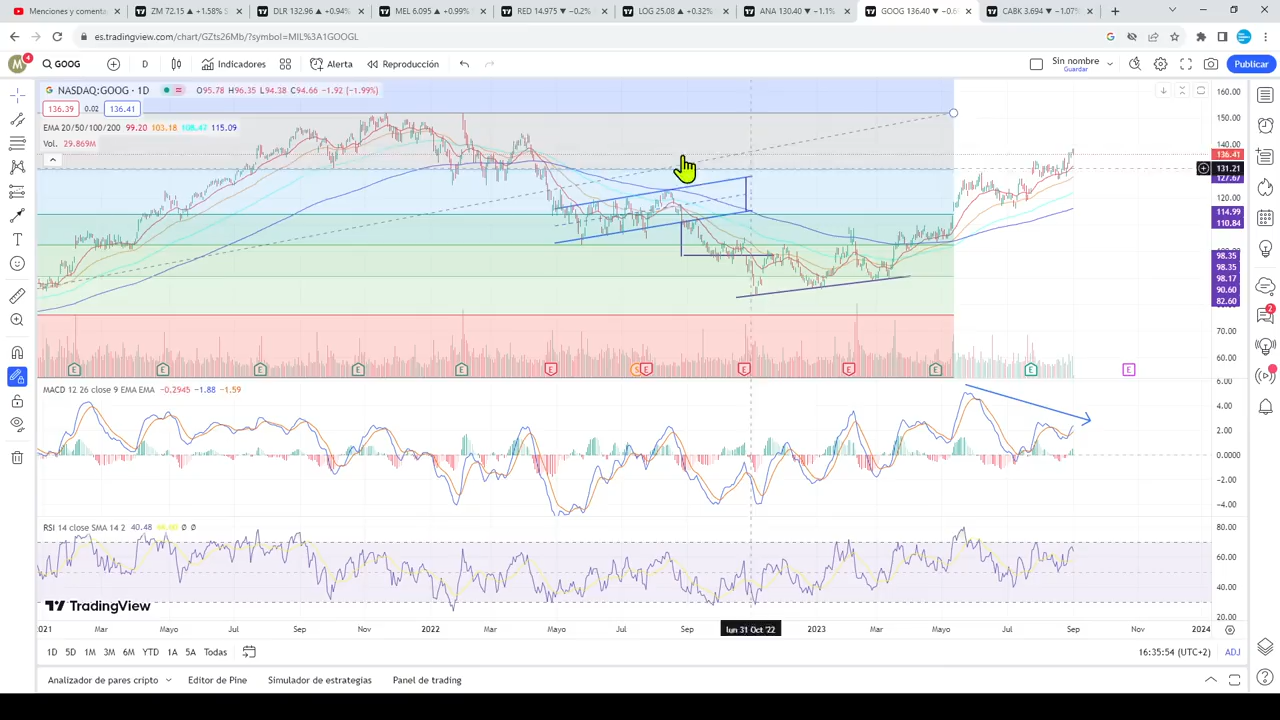 Menciones y comenta
ZM 72.15 ▲ +1.58% S
DLR 132.96 ▲ +0.94%
MEL 6.095 ▲ +0.99%
RED 14.975 ▼ −0.2%
LOG 25.08 ▲ +0.32%
ANA 130.40 ▼ −1.1%
GOOG 136.40 ▼ −0.6
CABK 3.694 ▼ −1.07%
es.tradingview.com/chart/GZts26Mb/?symbol=MIL%3A1GOOGL
M 4 GOOG D Indicadores Alerta Reproducción Sin nombre Guardar Publicar
NASDAQ:GOOG · 1D O95.78 H96.35 L94.38 C94.66 −1.92 (−1.99%)
136.39 0.02 136.41
EMA 20/50/100/200 99.20 103.18 108.47 115.09
Vol. 29.869M
160.00
150.00
140.00
136.41
131.21
127.67
120.00
114.99
110.84
100.00
98.35
98.35
98.17
90.60
82.60
70.00
60.00
E E E E E E S E E E E E E
MACD 12 26 close 9 EMA EMA −0.2945 −1.88 −1.59
6.00
4.00
2.00
0.0000
−2.00
−4.00
RSI 14 close SMA 14 2 40.48 Ø Ø
80.00
60.00
40.00
20.00
TradingView
2021 Mar Mayo Jul Sep Nov 2022 Mar Mayo Jul Sep lun 31 Oct '22 2023 Mar Mayo Jul Sep Nov 2024
1D 5D 1M 3M 6M YTD 1A 5A Todas 16:35:54 (UTC+2) ADJ
Analizador de pares cripto Editor de Pine Simulador de estrategias Panel de trading